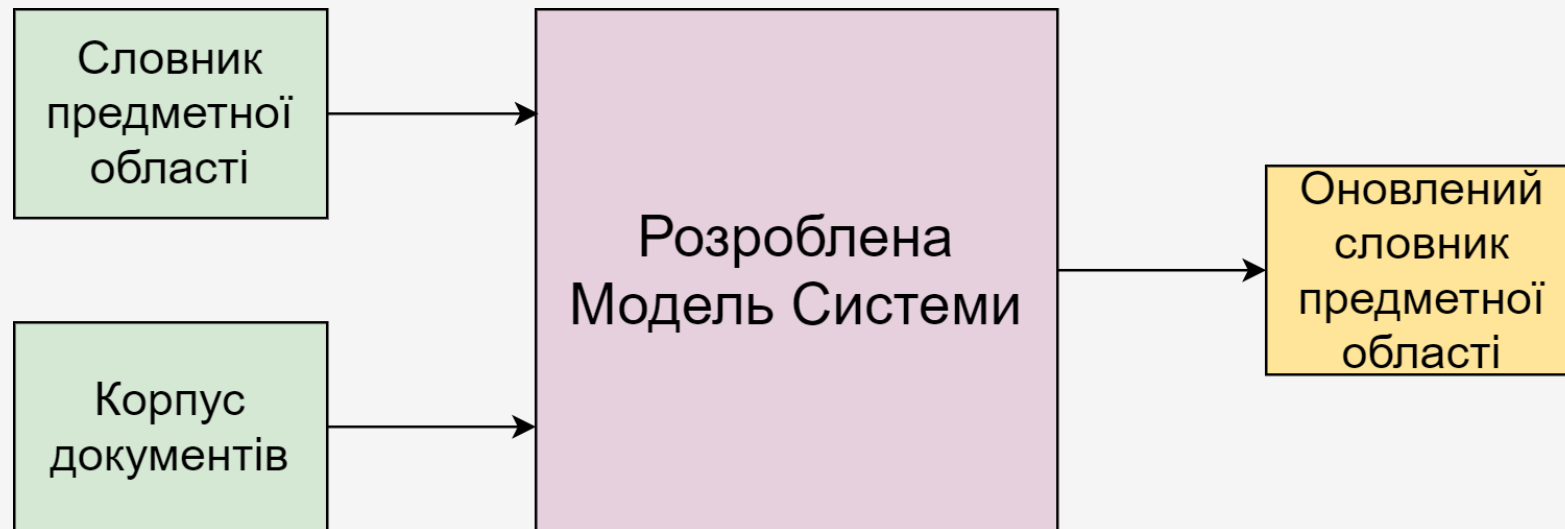 Словник
предметної
області
Розроблена
Модель Системи
Оновлений
словник
предметної
області
Корпус
документів